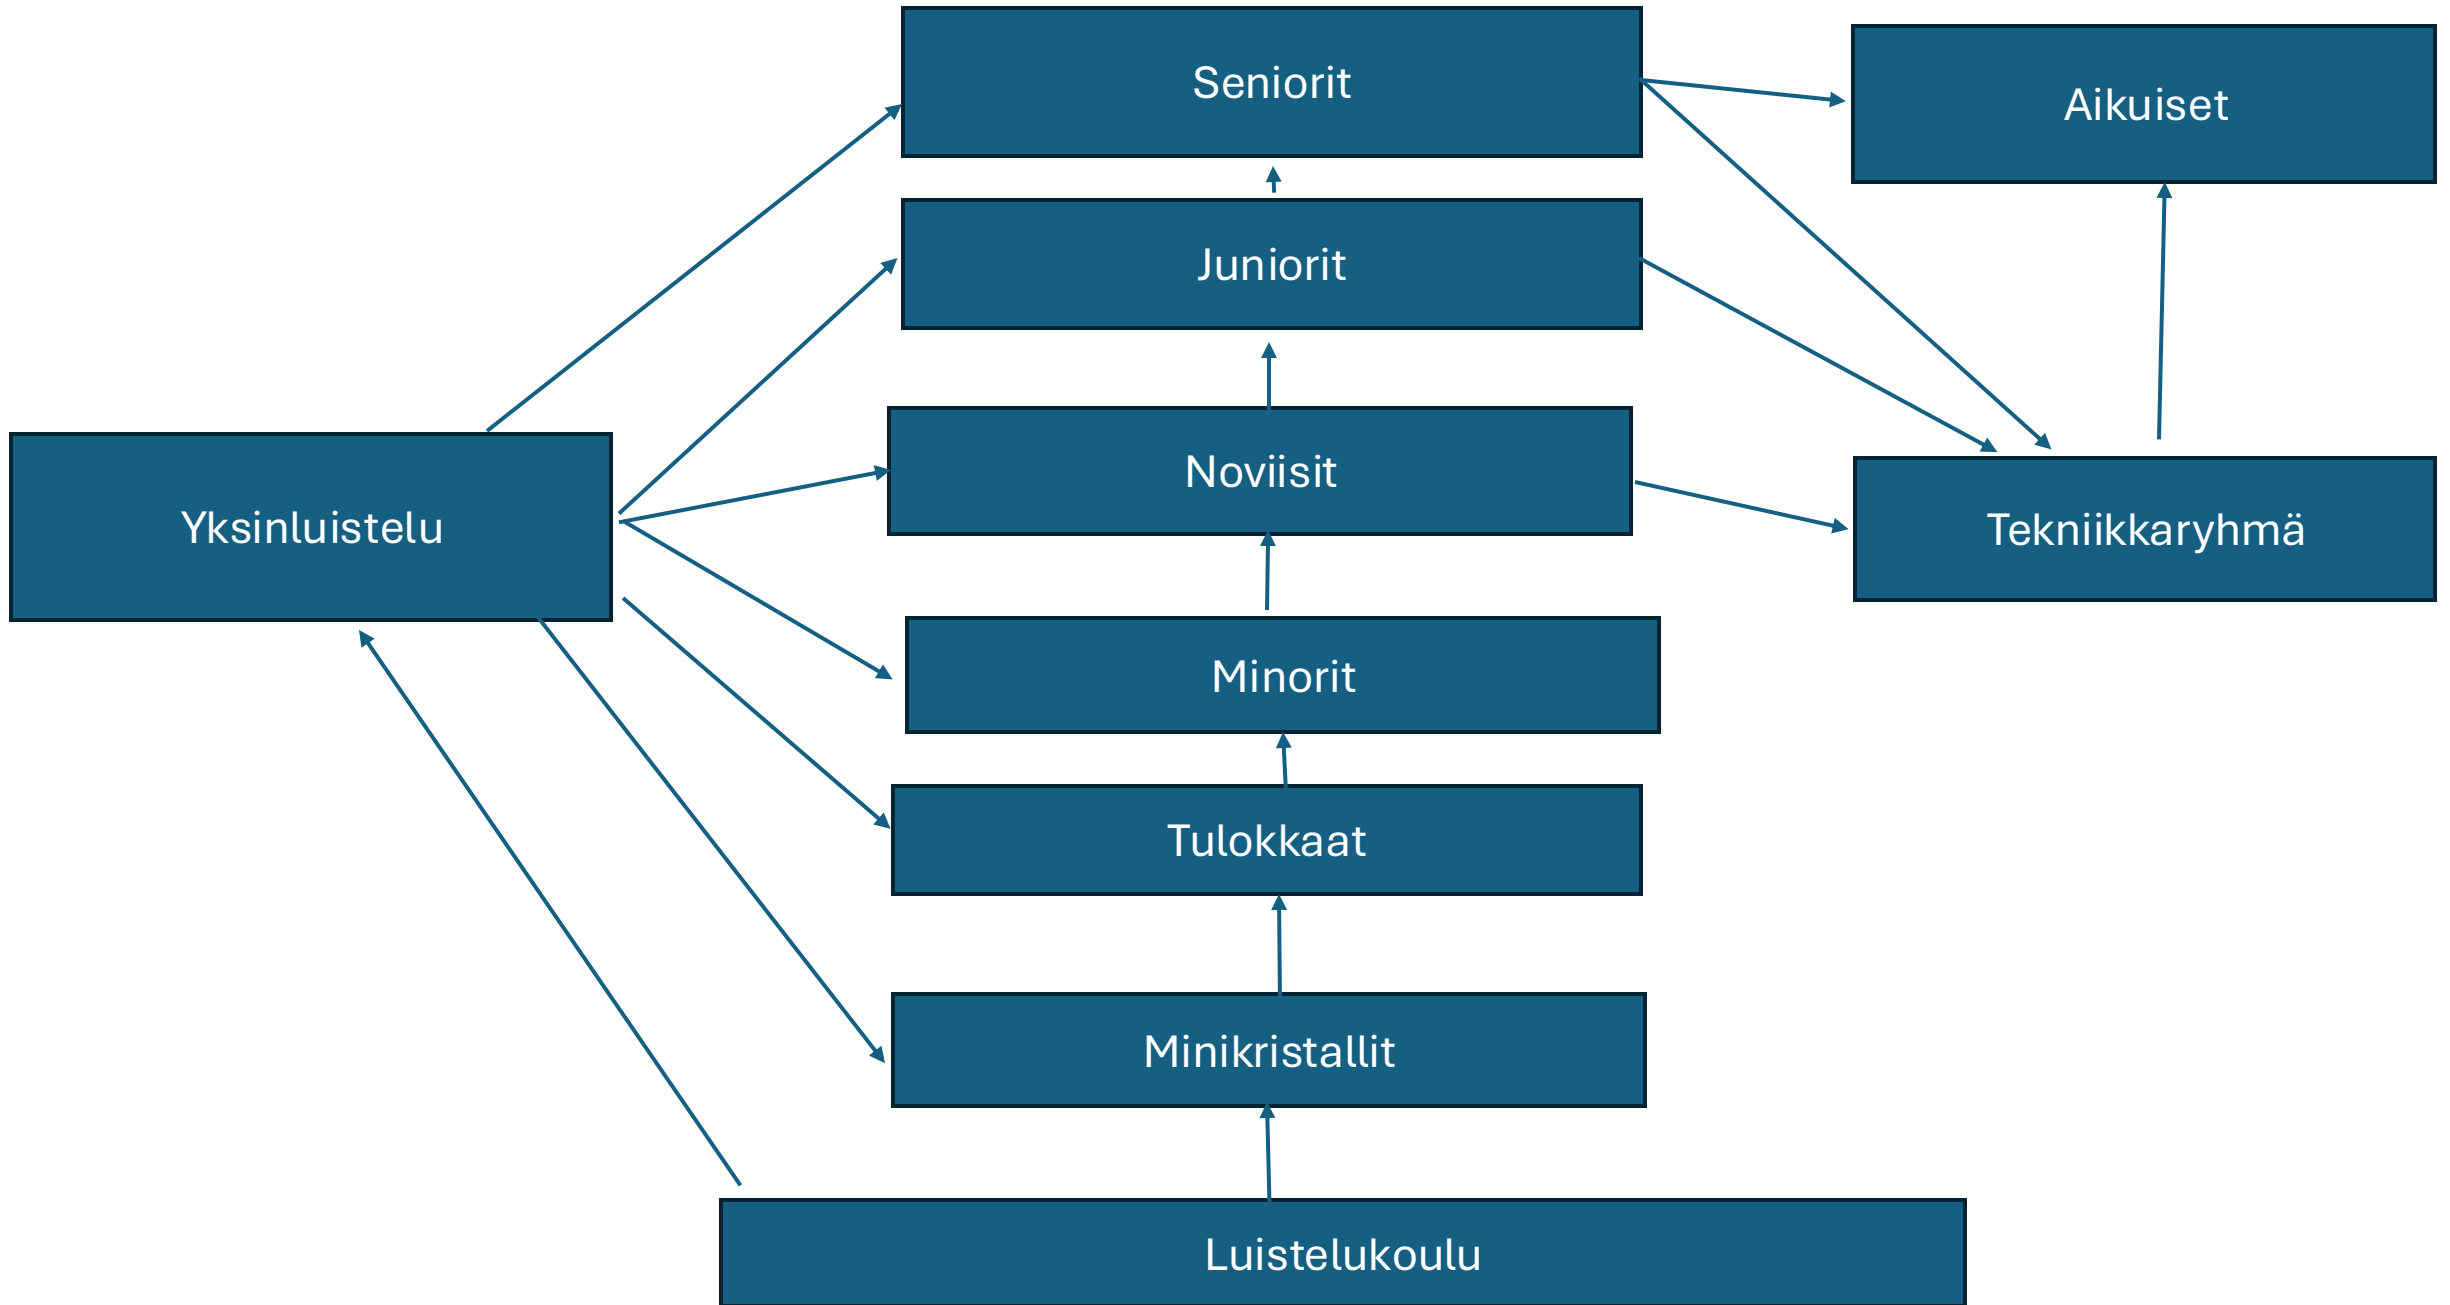 Seniorit
Aikuiset
Juniorit
Noviisit
Yksinluistelu
Tekniikkaryhmä
Minorit
Tulokkaat
Minikristallit
Luistelukoulu